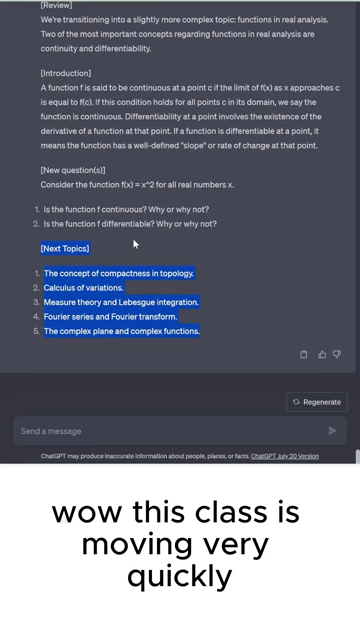 [Review]
We're transitioning into a slightly more complex topic: functions in real analysis.
Two of the most important concepts regarding functions in real analysis are
continuity and differentiability.
[Introduction]
A function f is said to be continuous at a point c if the limit of f(x) as x approaches c
is equal to f(c). If this condition holds for all points c in its domain, we say the
function is continuous. Differentiability at a point involves the existence of the
derivative of a function at that point. If a function is differentiable at a point, it
means the function has a well-defined "slope" or rate of change at that point.
[New question(s)]
Consider the function f(x) = x^2 for all real numbers x.
1. Is the function f continuous? Why or why not?
2. Is the function f differentiable? Why or why not?
[Next Topics]
1. The concept of compactness in topology.
2. Calculus of variations.
3. Measure theory and Lebesgue integration.
4. Fourier series and Fourier transform.
5. The complex plane and complex functions.
Regenerate
Send a message
ChatGPT may produce inaccurate information about people, places, or facts. ChatGPT July 20 Version
wow this class is
moving very
quickly